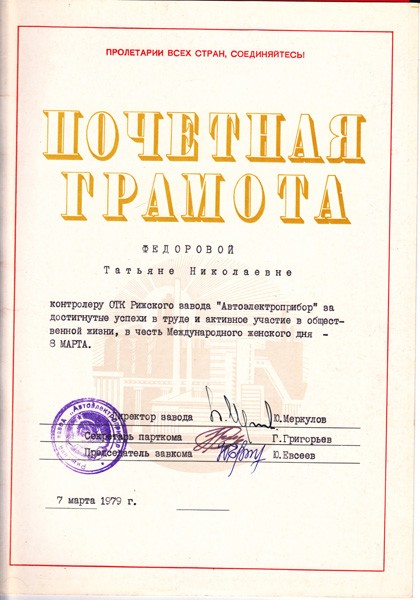 ПРОЛЕТАРИИ ВСЕХ СТРАН, СОЕДИНЯЙТЕСЬ!
ПОЧЕТНАЯ
ГРАМОТА
ФЕДОРОВОЙ
Татьяне Николаевне
контролеру ОТК Рижского завода "Автоэлектроприбор" за
достигнутые успехи в труде и активное участие в общест-
венной жизни, в честь Международного женского дня -
8 МАРТА.
Директор завода Ю.Меркулов
Секретарь парткома Г.Григорьев
Председатель завкома Ю.Евсеев
7 марта 1979 г.